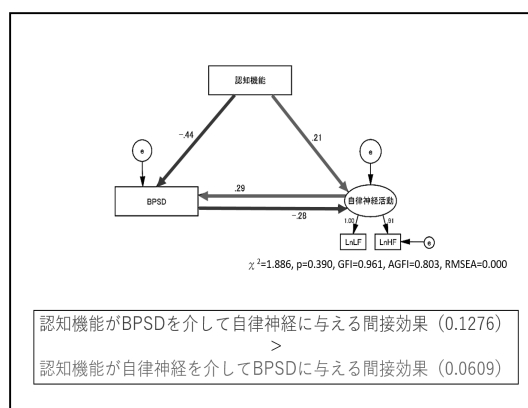 認知機能
-.44
.21
e
e
.29
BPSD
自律神経活動
-.28
1.00
.91
LnLF
LnHF
e
χ²=1.886, p=0.390, GFI=0.961, AGFI=0.803, RMSEA=0.000
認知機能がBPSDを介して自律神経に与える間接効果（0.1276）
>
認知機能が自律神経を介してBPSDに与える間接効果（0.0609）